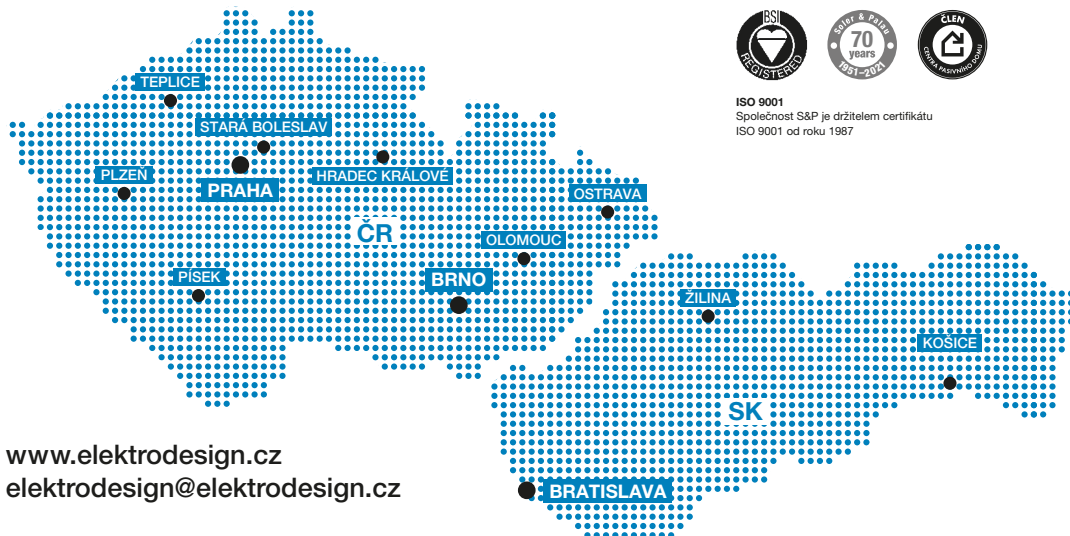 BSI
REGISTERED
Soler & Palau
70
years
1951–2021
ČLEN
CENTRA PASIVNÍHO DOMU
ISO 9001
Společnost S&P je držitelem certifikátu
ISO 9001 od roku 1987
TEPLICE
STARÁ BOLESLAV
PLZEŇ
PRAHA
HRADEC KRÁLOVÉ
OSTRAVA
ČR
OLOMOUC
PÍSEK
BRNO
ŽILINA
KOŠICE
SK
www.elektrodesign.cz
elektrodesign@elektrodesign.cz
BRATISLAVA